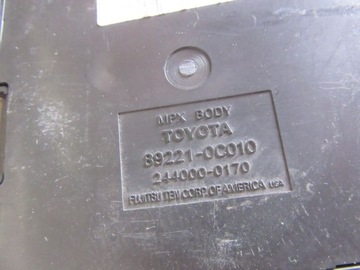 MPX BODY
TOYOTA
89221-0C010
244000-0170
FUJITSU TEN CORP. OF AMERICA USA